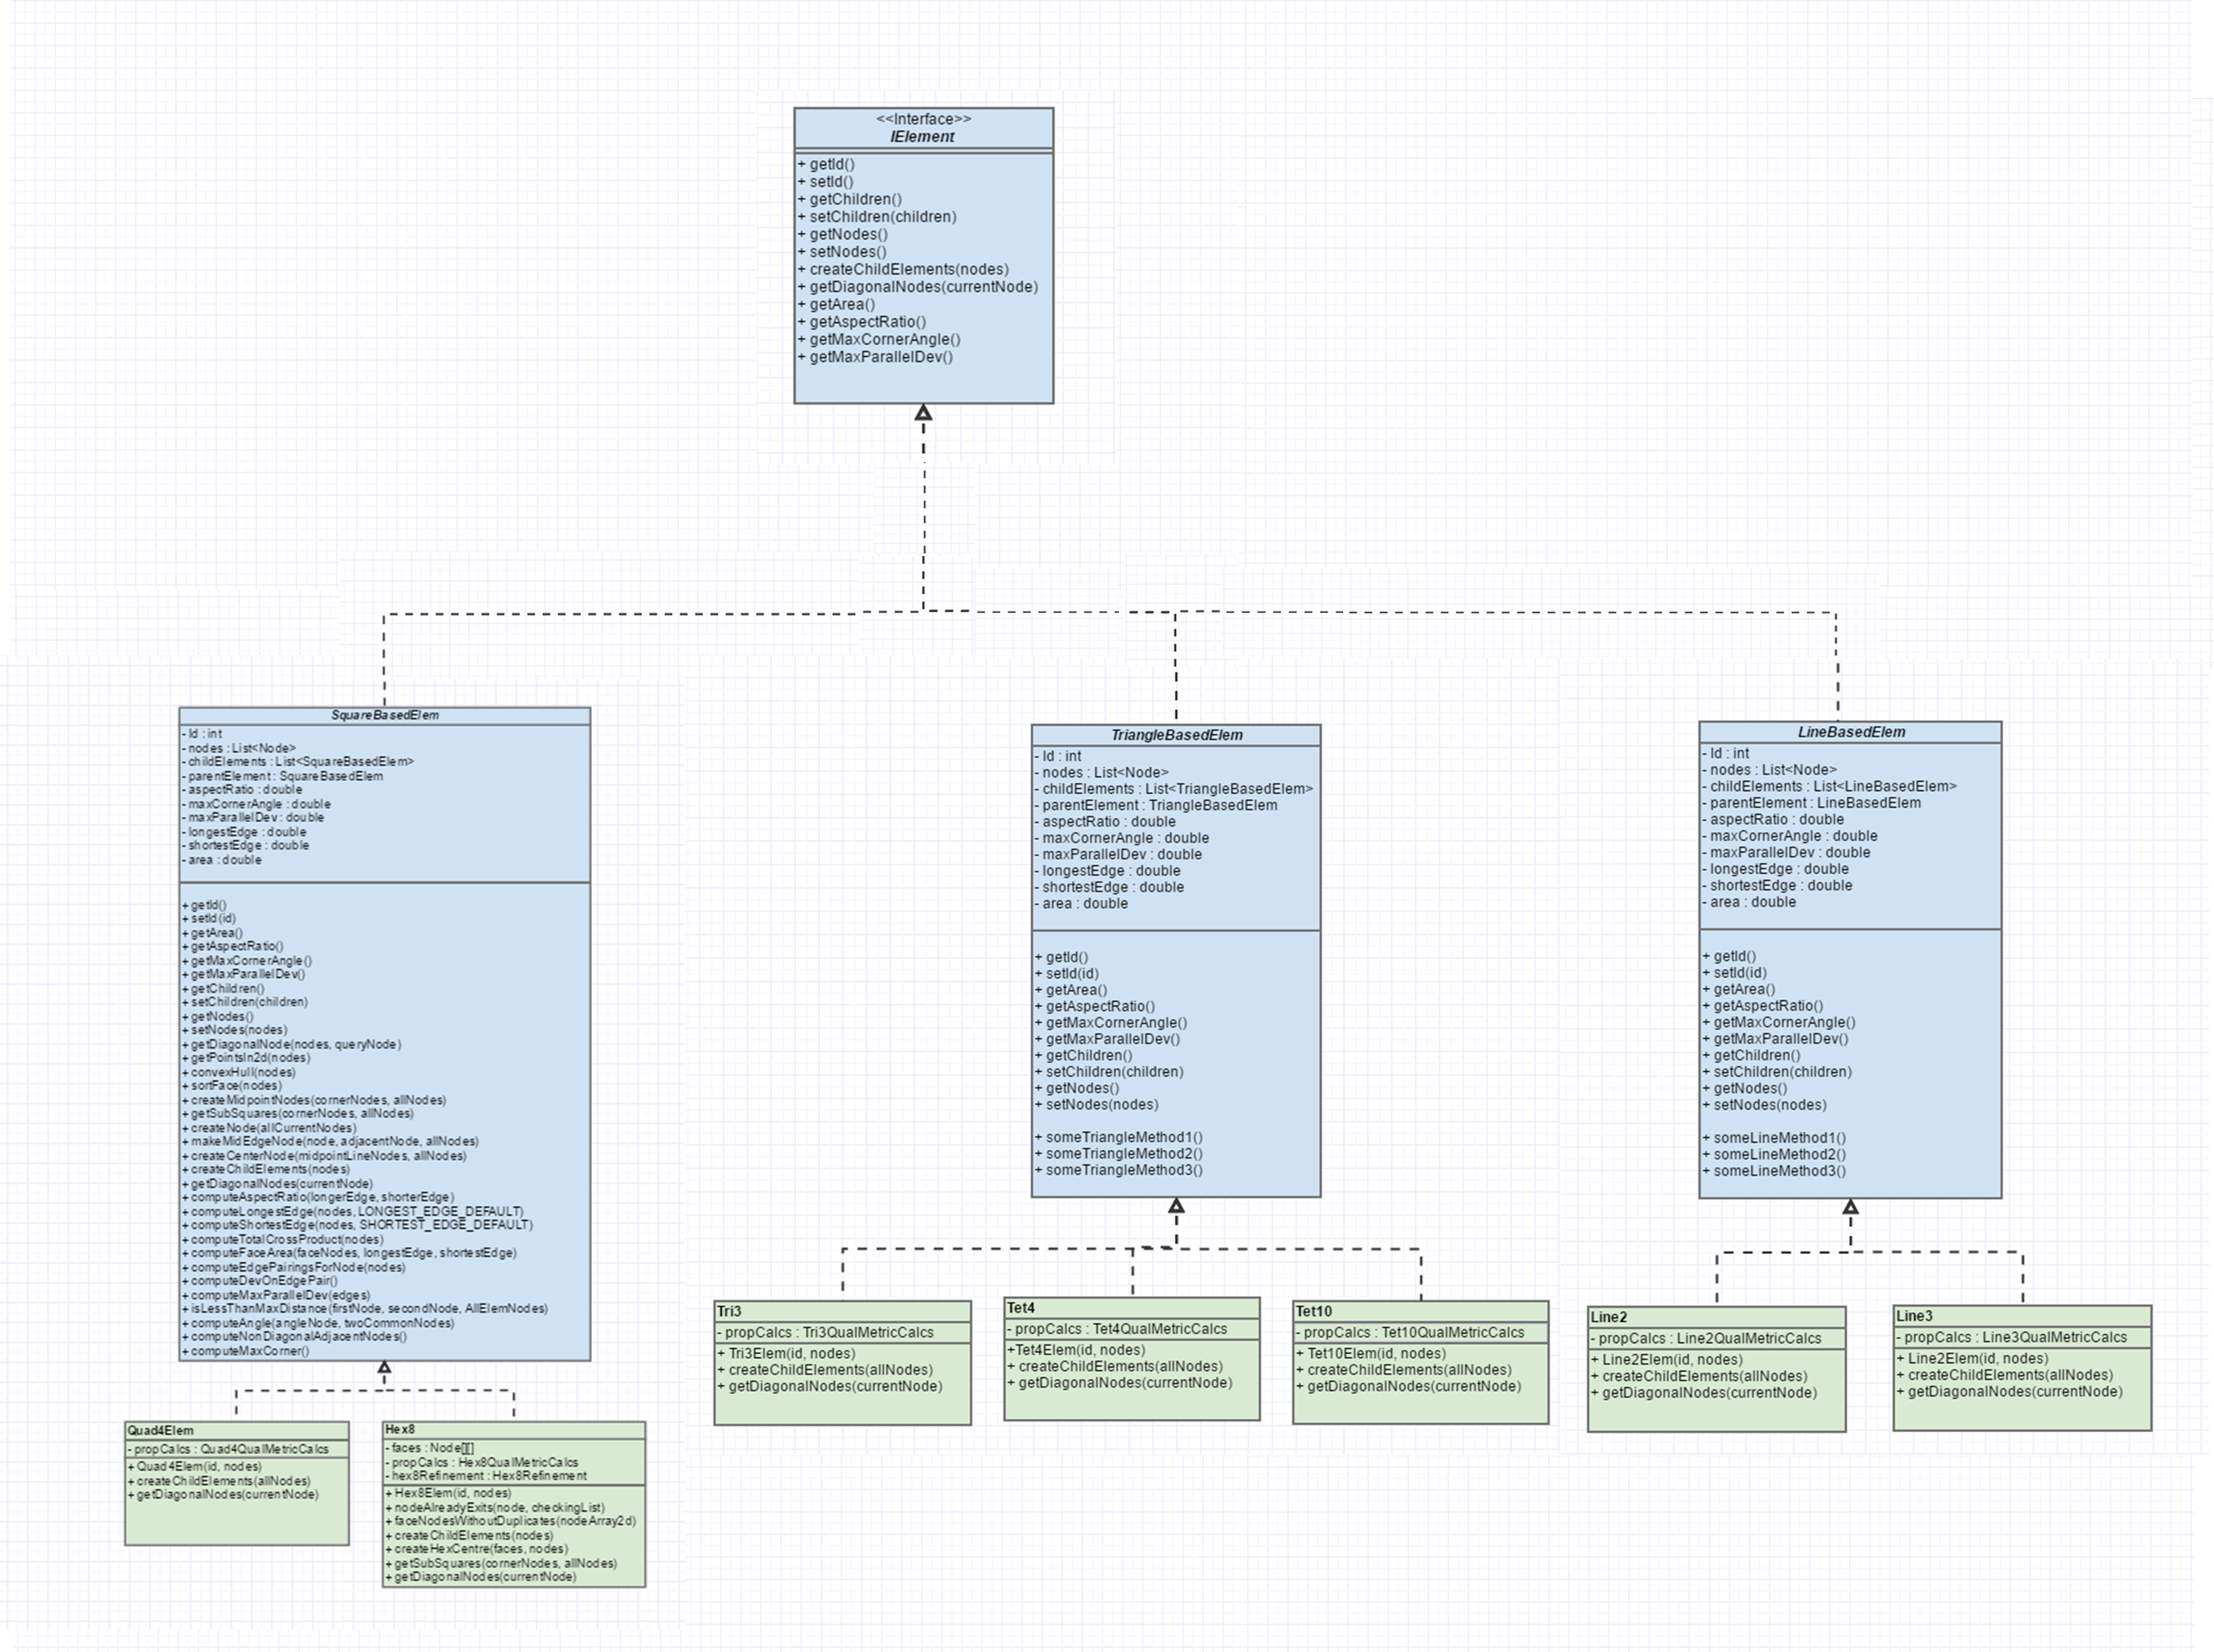 <<Interface>>
IElement
+ getId()
+ setId()
+ getChildren()
+ setChildren(children)
+ getNodes()
+ setNodes()
+ createChildElements(nodes)
+ getDiagonalNodes(currentNode)
+ getArea()
+ getAspectRatio()
+ getMaxCornerAngle()
+ getMaxParallelDev()
SquareBasedElem
- Id : int
- nodes : List<Node>
- childElements : List<SquareBasedElem>
- parentElement : SquareBasedElem
- aspectRatio : double
- maxCornerAngle : double
- maxParallelDev : double
- longestEdge : double
- shortestEdge : double
- area : double
+ getId()
+ setId(id)
+ getArea()
+ getAspectRatio()
+ getMaxCornerAngle()
+ getMaxParallelDev()
+ getChildren()
+ setChildren(children)
+ getNodes()
+ setNodes(nodes)
+ getDiagonalNode(nodes, queryNode)
+ getPointsIn2d(nodes)
+ convexHull(nodes)
+ sortFace(nodes)
+ createMidpointNodes(cornerNodes, allNodes)
+ getSubSquares(cornerNodes, allNodes)
+ createNode(allCurrentNodes)
+ makeMidEdgeNode(node, adjacentNode, allNodes)
+ createCenterNode(midpointLineNodes, allNodes)
+ createChildElements(nodes)
+ getDiagonalNodes(currentNode)
+ computeAspectRatio(longerEdge, shorterEdge)
+ computeLongestEdge(nodes, LONGEST_EDGE_DEFAULT)
+ computeShortestEdge(nodes, SHORTEST_EDGE_DEFAULT)
+ computeTotalCrossProduct(nodes)
+ computeFaceArea(faceNodes, longestEdge, shortestEdge)
+ computeEdgePairingsForNode(nodes)
+ computeDevOnEdgePair()
+ computeMaxParallelDev(edges)
+ isLessThanMaxDistance(firstNode, secondNode, AllElemNodes)
+ computeAngle(angleNode, twoCommonNodes)
+ computeNonDiagonalAdjacentNodes()
+ computeMaxCorner()
TriangleBasedElem
- Id : int
- nodes : List<Node>
- childElements : List<TriangleBasedElem>
- parentElement : TriangleBasedElem
- aspectRatio : double
- maxCornerAngle : double
- maxParallelDev : double
- longestEdge : double
- shortestEdge : double
- area : double
+ getId()
+ setId(id)
+ getArea()
+ getAspectRatio()
+ getMaxCornerAngle()
+ getMaxParallelDev()
+ getChildren()
+ setChildren(children)
+ getNodes()
+ setNodes(nodes)
+ someTriangleMethod1()
+ someTriangleMethod2()
+ someTriangleMethod3()
LineBasedElem
- Id : int
- nodes : List<Node>
- childElements : List<LineBasedElem>
- parentElement : LineBasedElem
- aspectRatio : double
- maxCornerAngle : double
- maxParallelDev : double
- longestEdge : double
- shortestEdge : double
- area : double
+ getId()
+ setId(id)
+ getArea()
+ getAspectRatio()
+ getMaxCornerAngle()
+ getMaxParallelDev()
+ getChildren()
+ setChildren(children)
+ getNodes()
+ setNodes(nodes)
+ someLineMethod1()
+ someLineMethod2()
+ someLineMethod3()
Quad4Elem
- propCalcs : Quad4QualMetricCalcs
+ Quad4Elem(id, nodes)
+ createChildElements(allNodes)
+ getDiagonalNodes(currentNode)
Hex8
- faces : Node[][]
- propCalcs : Hex8QualMetricCalcs
- hex8Refinement : Hex8Refinement
+ Hex8Elem(id, nodes)
+ nodeAlreadyExits(node, checkingList)
+ faceNodesWithoutDuplicates(nodeArray2d)
+ createChildElements(nodes)
+ createHexCentre(faces, nodes)
+ getSubSquares(cornerNodes, allNodes)
+ getDiagonalNodes(currentNode)
Tri3
- propCalcs : Tri3QualMetricCalcs
+ Tri3Elem(id, nodes)
+ createChildElements(allNodes)
+ getDiagonalNodes(currentNode)
Tet4
- propCalcs : Tet4QualMetricCalcs
+Tet4Elem(id, nodes)
+ createChildElements(allNodes)
+ getDiagonalNodes(currentNode)
Tet10
- propCalcs : Tet10QualMetricCalcs
+ Tet10Elem(id, nodes)
+ createChildElements(allNodes)
+ getDiagonalNodes(currentNode)
Line2
- propCalcs : Line2QualMetricCalcs
+ Line2Elem(id, nodes)
+ createChildElements(allNodes)
+ getDiagonalNodes(currentNode)
Line3
- propCalcs : Line3QualMetricCalcs
+ Line2Elem(id, nodes)
+ createChildElements(allNodes)
+ getDiagonalNodes(currentNode)